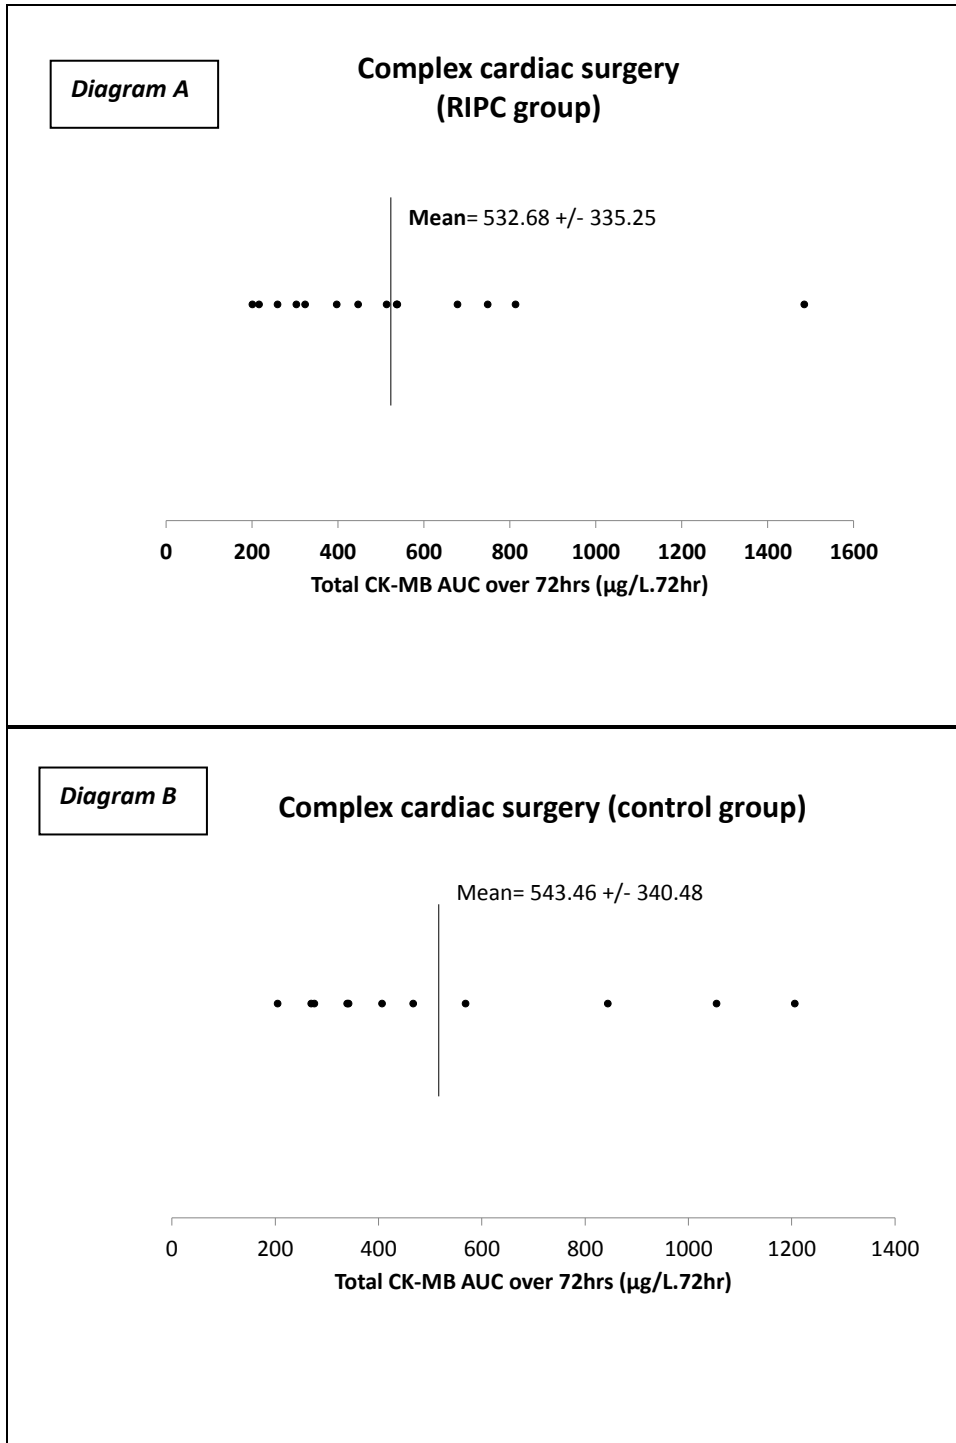 Diagram A
Complex cardiac surgery
(RIPC group)
Mean= 532.68 +/- 335.25
0 200 400 600 800 1000 1200 1400 1600
Total CK-MB AUC over 72hrs (µg/L.72hr)
Diagram B
Complex cardiac surgery (control group)
Mean= 543.46 +/- 340.48
0 200 400 600 800 1000 1200 1400
Total CK-MB AUC over 72hrs (µg/L.72hr)